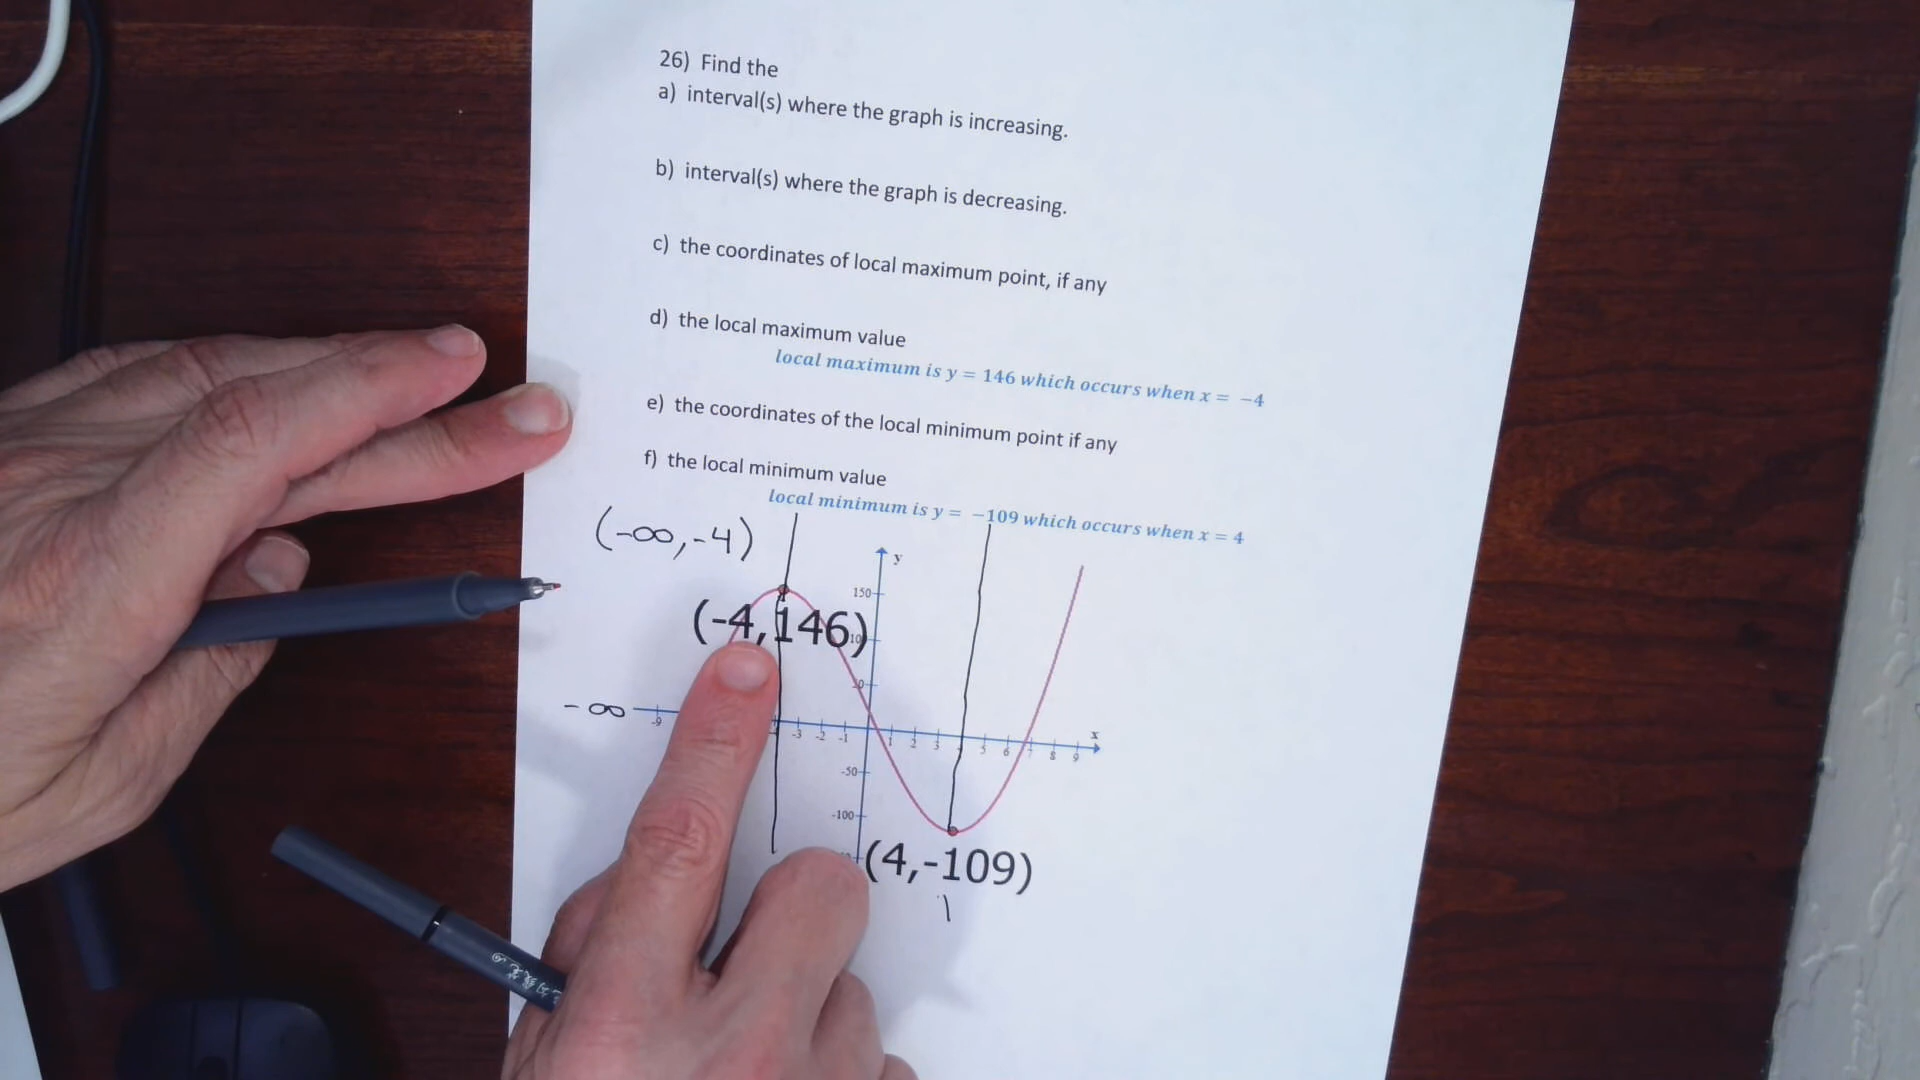 26) Find the
a) interval(s) where the graph is increasing.
b) interval(s) where the graph is decreasing.
c) the coordinates of local maximum point, if any
d) the local maximum value
local maximum is y = 146 which occurs when x = −4
e) the coordinates of the local minimum point if any
f) the local minimum value
local minimum is y = −109 which occurs when x = 4
(-∞,-4)
y
150
(-4,146)
-∞
-9
-3 -2 -1 1 2 3 5 6 7 8 9
x
-50
-100
(4,-109)